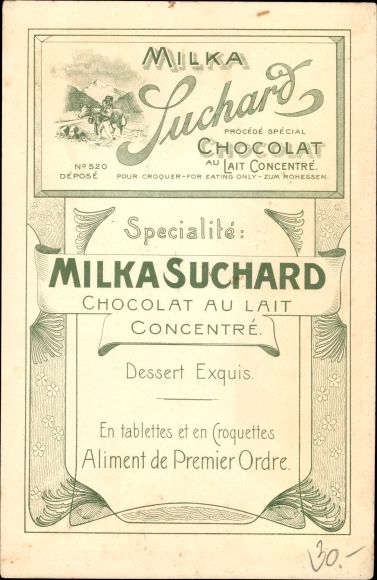 MILKA
Suchard
PROCÉDÉ SPÉCIAL
CHOCOLAT
AU LAIT CONCENTRÉ.
No 520
DÉPOSÉ
POUR CROQUER-FOR EATING ONLY-ZUM ROHESSEN.
Specialité:
MILKA SUCHARD
CHOCOLAT AU LAIT
CONCENTRÉ.
Dessert Exquis.
En tablettes et en Croquettes
Aliment de Premier Ordre.
30.-